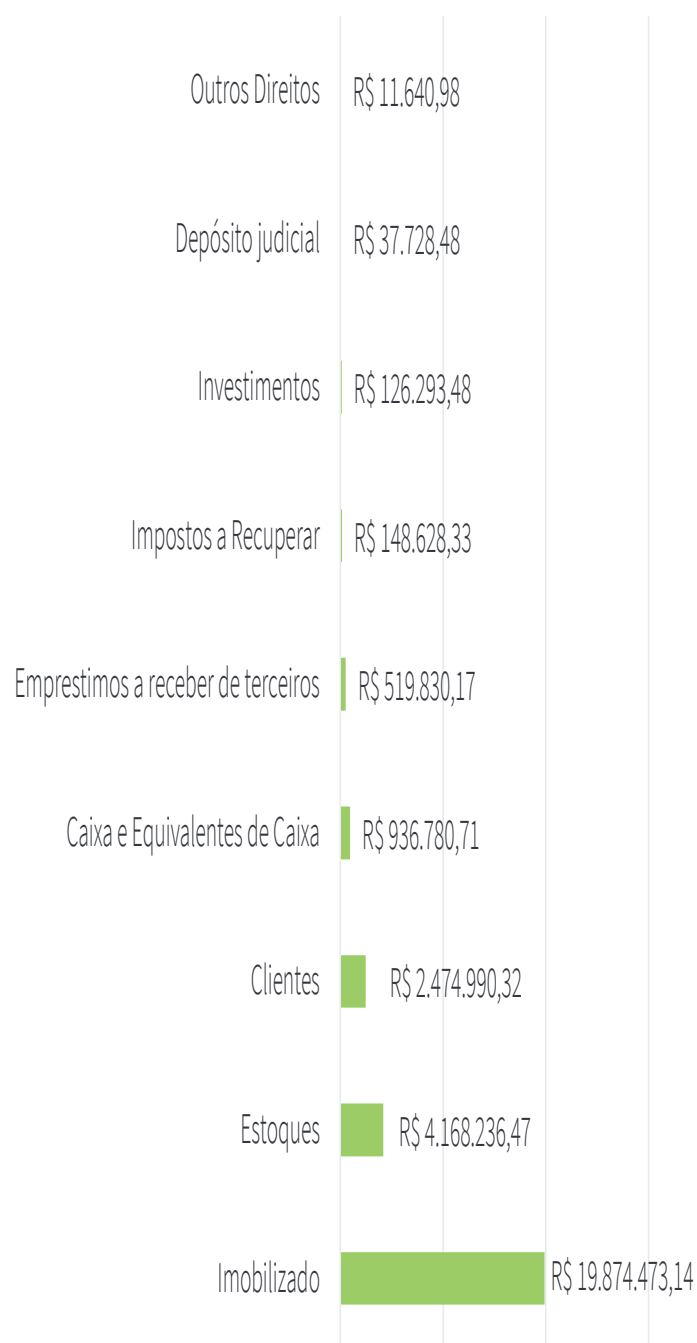 Outros Direitos R$ 11.640,98
Depósito judicial R$ 37.728,48
Investimentos R$ 126.293,48
Impostos a Recuperar R$ 148.628,33
Emprestimos a receber de terceiros R$ 519.830,17
Caixa e Equivalentes de Caixa R$ 936.780,71
Clientes R$ 2.474.990,32
Estoques R$ 4.168.236,47
Imobilizado R$ 19.874.473,14